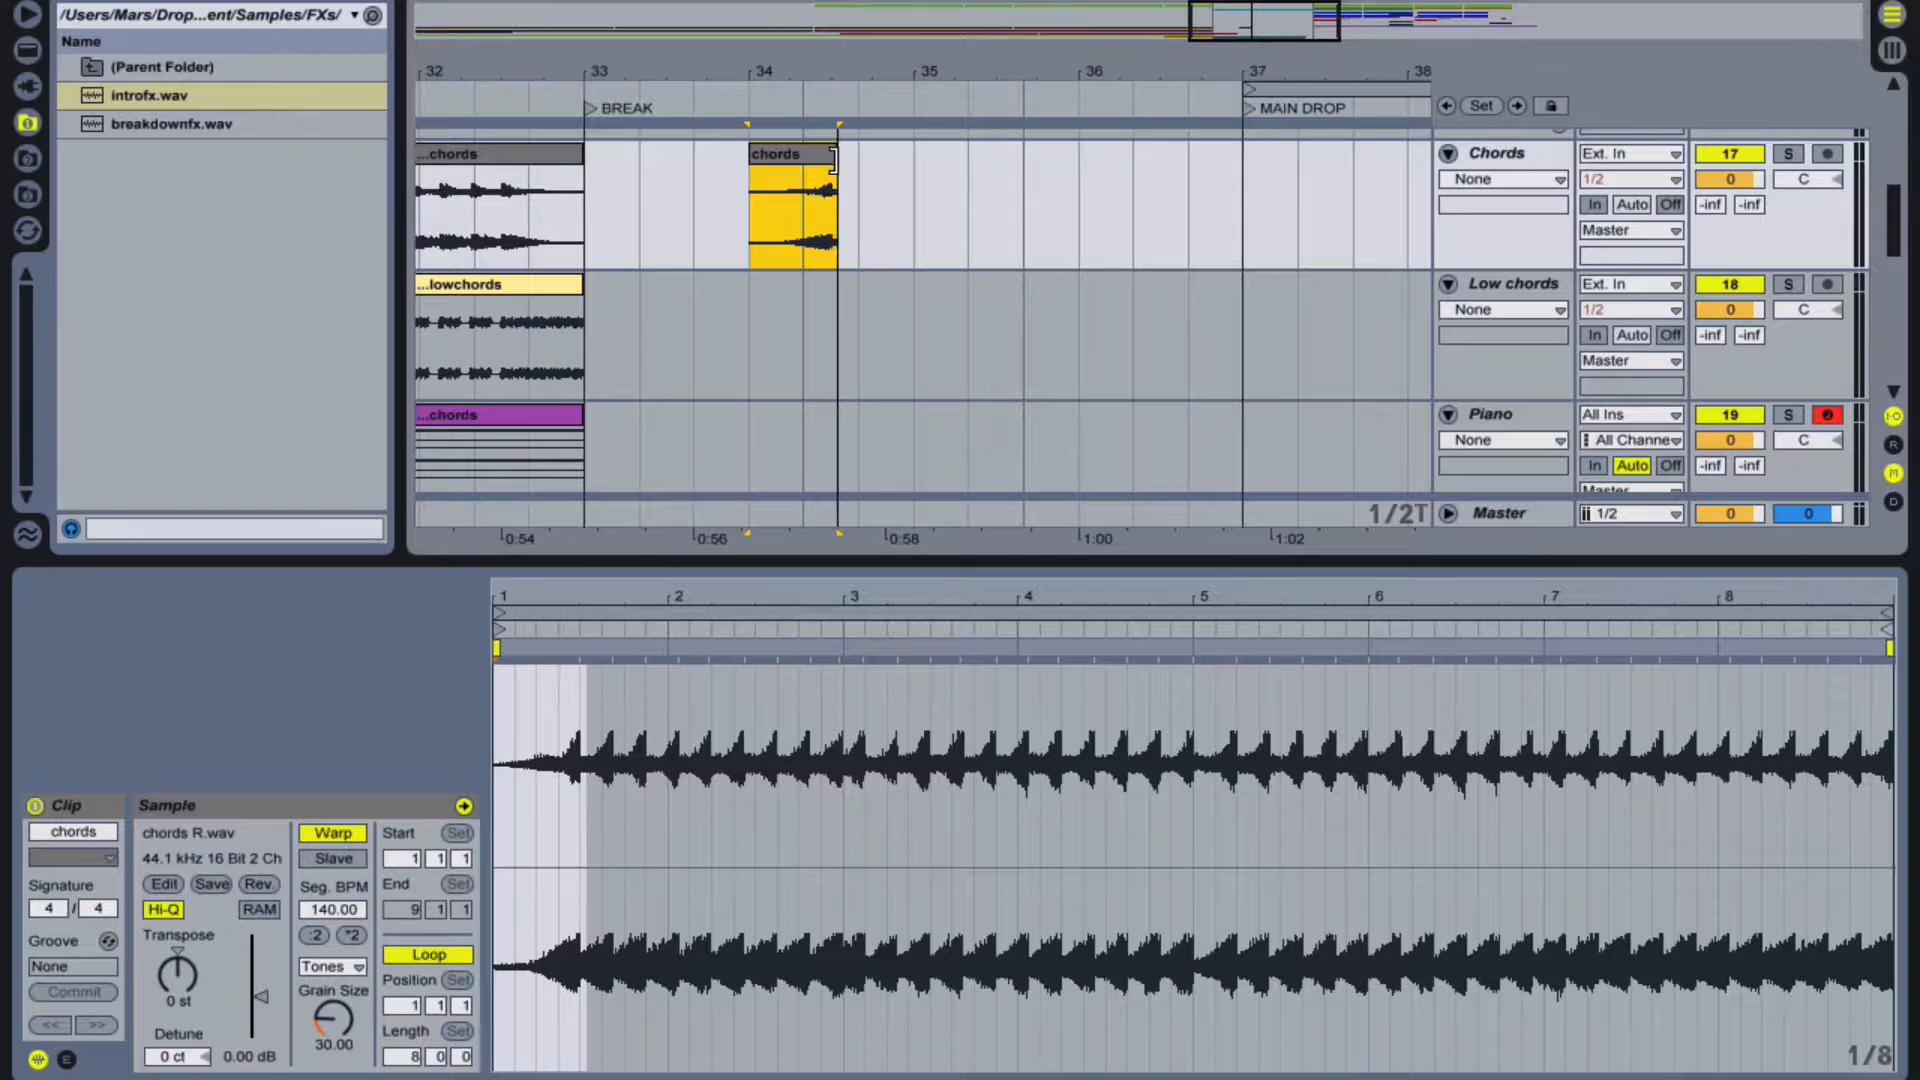 /Users/Mars/Drop...ent/Samples/FXs/
Name
(Parent Folder)
introfx.wav
breakdownfx.wav
32 33 34 35 36 37 38
BREAK
MAIN DROP
Set
...chords
chords
Chords
Ext. In
17
S
None
1/2
0
C
In Auto Off
-inf -inf
Master
...lowchords
Low chords
Ext. In
18
S
None
1/2
0
C
In Auto Off
-inf -inf
Master
...chords
Piano
All Ins
19
S
None
All Channe
0
C
In Auto Off
-inf -inf
Master
1/2T
Master
1/2
0
0
0:54 0:56 0:58 1:00 1:02
R
M
D
1 2 3 4 5 6 7 8
Clip
chords
Signature
4 / 4
Groove
None
Commit
<< >>
E
Sample
chords R.wav
44.1 kHz 16 Bit 2 Ch
Edit Save Rev.
Hi-Q RAM
Transpose
0 st
Detune
0 ct 0.00 dB
Warp
Slave
Seg. BPM
140.00
:2 *2
Tones
Grain Size
30.00
Start Set
1 1 1
End Set
9 1 1
Loop
Position Set
1 1 1
Length Set
8 0 0
1/8